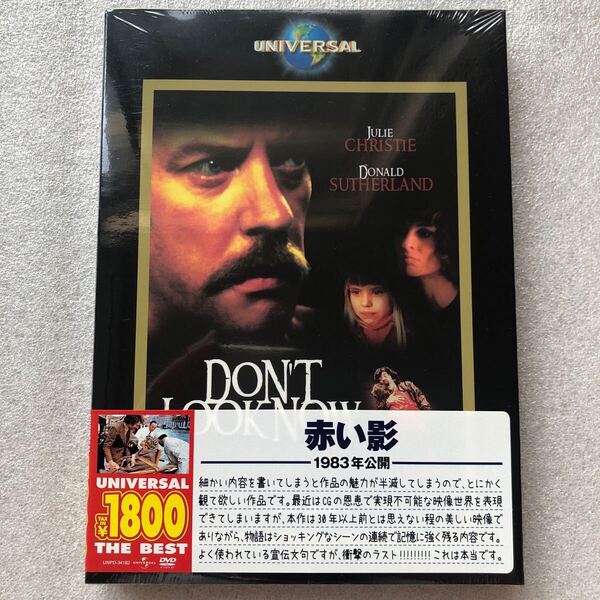 UNIVERSAL
JULIE
CHRISTIE
DONALD
SUTHERLAND
DON'T
LOOK NOW
赤い影
1983年公開
細かい内容を書いてしまうと作品の魅力が半減してしまうので、とにかく
観て欲しい作品です。最近はCGの恩恵で実現不可能な映像世界を表現
できてしまいますが、本作は30年以上前とは思えない程の美しい映像で
ありながら、物語はショッキングなシーンの連続で記憶に強く残る内容です。
よく使われている宣伝文句ですが、衝撃のラスト!!!!!!!!! これは本当です。
UNIVERSAL
TAX IN
¥1800
THE BEST
UNPD-34182
UNIVERSAL
DVD
VIDEO